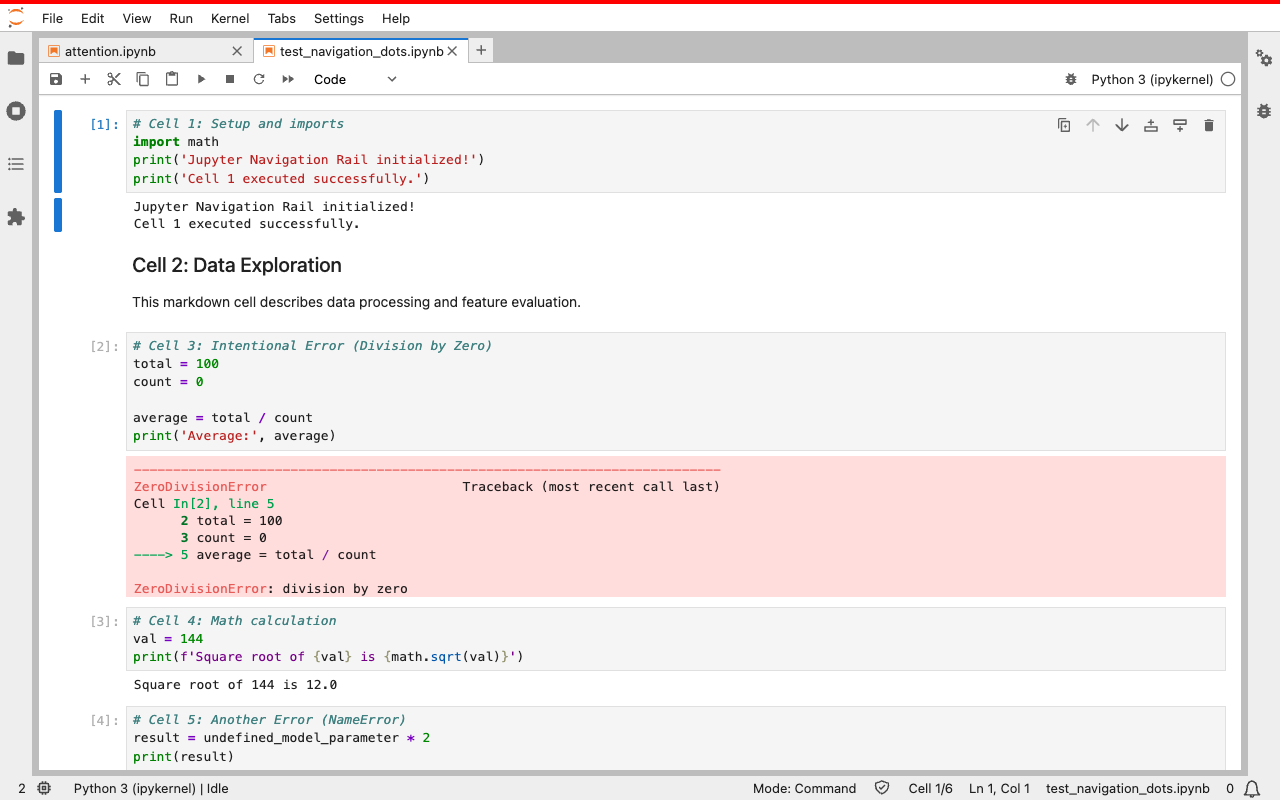 File Edit View Run Kernel Tabs Settings Help
attention.ipynb
test_navigation_dots.ipynb
Code
Python 3 (ipykernel)
[1]:
# Cell 1: Setup and imports
import math
print('Jupyter Navigation Rail initialized!')
print('Cell 1 executed successfully.')
Jupyter Navigation Rail initialized!
Cell 1 executed successfully.
Cell 2: Data Exploration
This markdown cell describes data processing and feature evaluation.
[2]:
# Cell 3: Intentional Error (Division by Zero)
total = 100
count = 0
average = total / count
print('Average:', average)
---------------------------------------------------------------------------
ZeroDivisionError                         Traceback (most recent call last)
Cell In[2], line 5
      2 total = 100
      3 count = 0
----> 5 average = total / count
ZeroDivisionError: division by zero
[3]:
# Cell 4: Math calculation
val = 144
print(f'Square root of {val} is {math.sqrt(val)}')
Square root of 144 is 12.0
[4]:
# Cell 5: Another Error (NameError)
result = undefined_model_parameter * 2
print(result)
2 Python 3 (ipykernel) | Idle Mode: Command Cell 1/6 Ln 1, Col 1 test_navigation_dots.ipynb 0